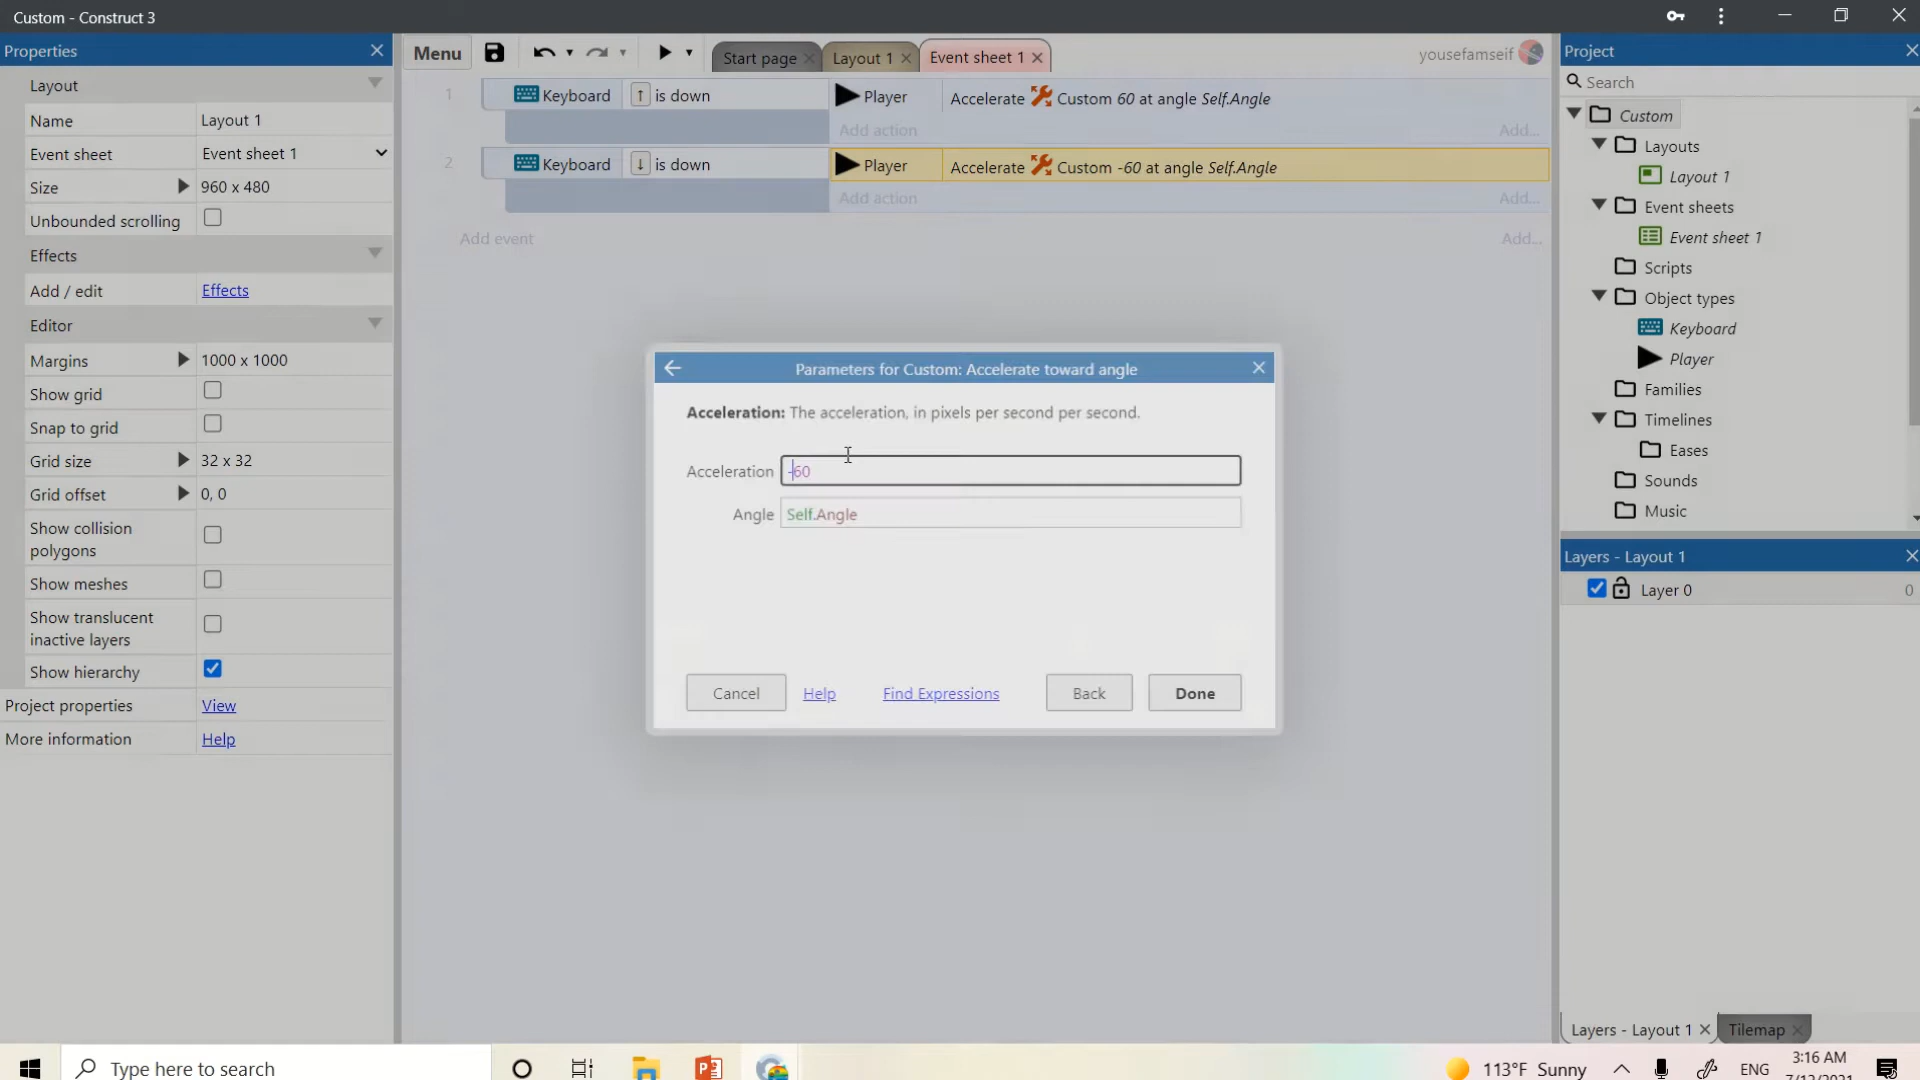 Custom - Construct 3
Properties
Layout
Name Layout 1
Event sheet Event sheet 1
Size 960 x 480
Unbounded scrolling
Effects
Add / edit Effects
Editor
Margins 1000 x 1000
Show grid
Snap to grid
Grid size 32 x 32
Grid offset 0, 0
Show collision
polygons
Show meshes
Show translucent
inactive layers
Show hierarchy
Project properties View
More information Help
Menu
Start page
Layout 1
Event sheet 1
yousefamseif
1 Keyboard ↑ is down Player Accelerate Custom 60 at angle Self.Angle
Add action Add...
2 Keyboard ↓ is down Player Accelerate Custom -60 at angle Self.Angle
Add action Add...
Add event Add...
Parameters for Custom: Accelerate toward angle
Acceleration: The acceleration, in pixels per second per second.
Acceleration -60
Angle Self.Angle
Cancel Help Find Expressions Back Done
Project
Search
Custom
Layouts
Layout 1
Event sheets
Event sheet 1
Scripts
Object types
Keyboard
Player
Families
Timelines
Eases
Sounds
Music
Layers - Layout 1
Layer 0 0
Layers - Layout 1 Tilemap
Type here to search
113°F Sunny
ENG
3:16 AM